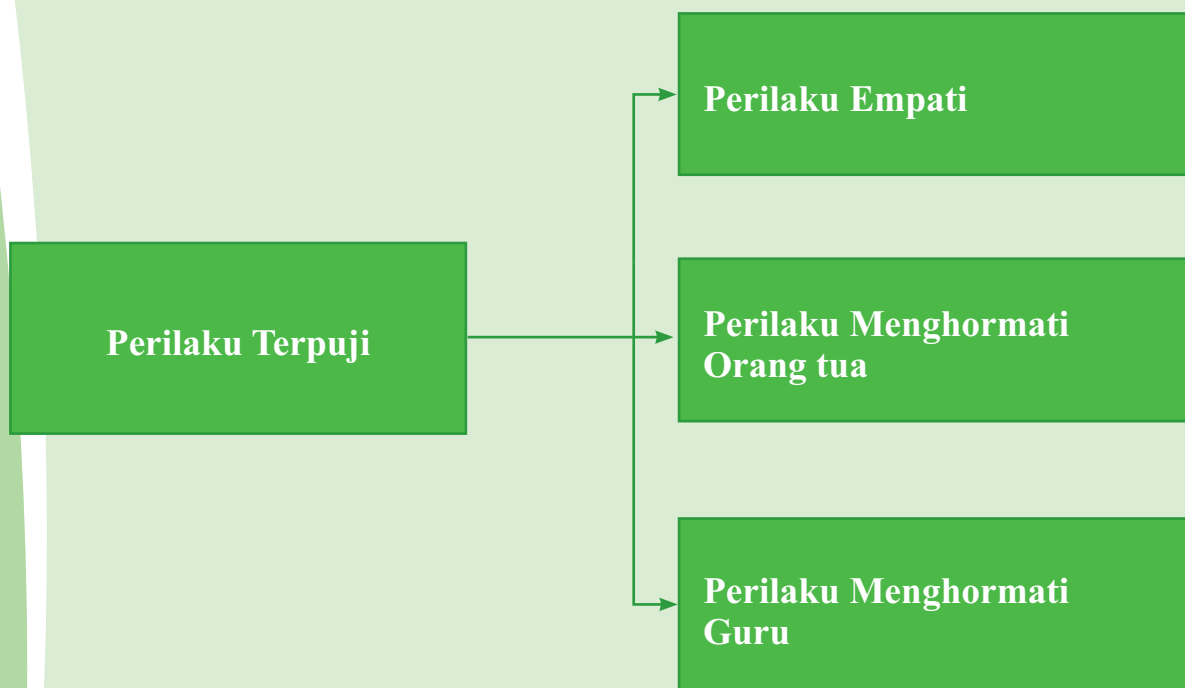 Perilaku Empati
Perilaku Terpuji
Perilaku Menghormati
Orang tua
Perilaku Menghormati
Guru